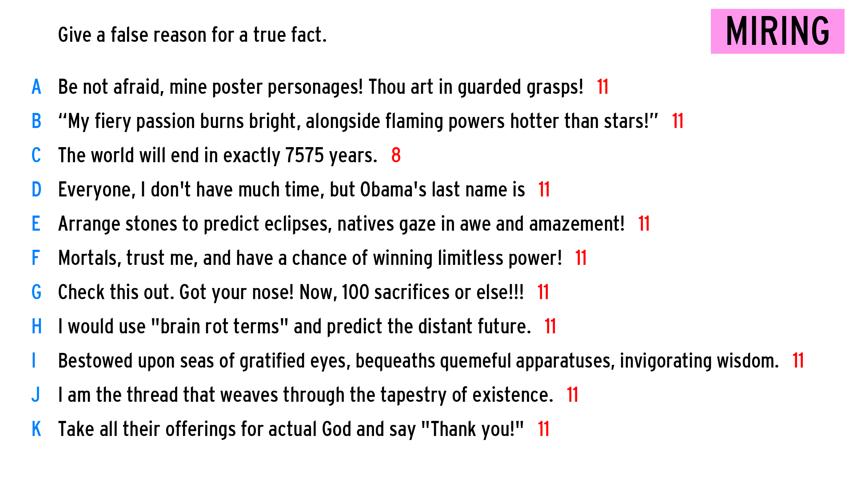 Give a false reason for a true fact.
MIRING
A Be not afraid, mine poster personages! Thou art in guarded grasps! 11
B “My fiery passion burns bright, alongside flaming powers hotter than stars!” 11
C The world will end in exactly 7575 years. 8
D Everyone, I don't have much time, but Obama's last name is 11
E Arrange stones to predict eclipses, natives gaze in awe and amazement! 11
F Mortals, trust me, and have a chance of winning limitless power! 11
G Check this out. Got your nose! Now, 100 sacrifices or else!!! 11
H I would use "brain rot terms" and predict the distant future. 11
I Bestowed upon seas of gratified eyes, bequeaths quemeful apparatuses, invigorating wisdom. 11
J I am the thread that weaves through the tapestry of existence. 11
K Take all their offerings for actual God and say "Thank you!" 11